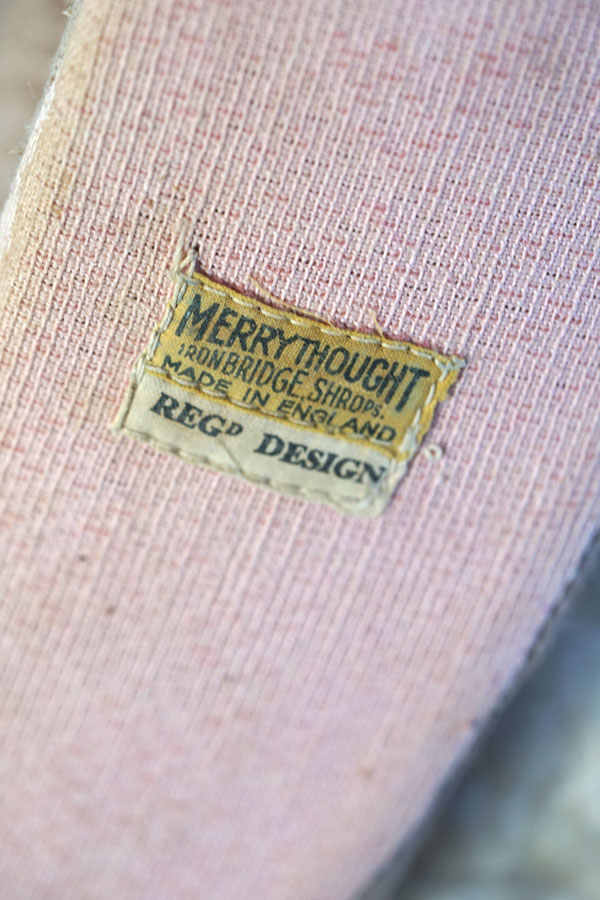 MERRYTHOUGHT
IRONBRIDGE, SHROPS.
MADE IN ENGLAND
REGD DESIGN